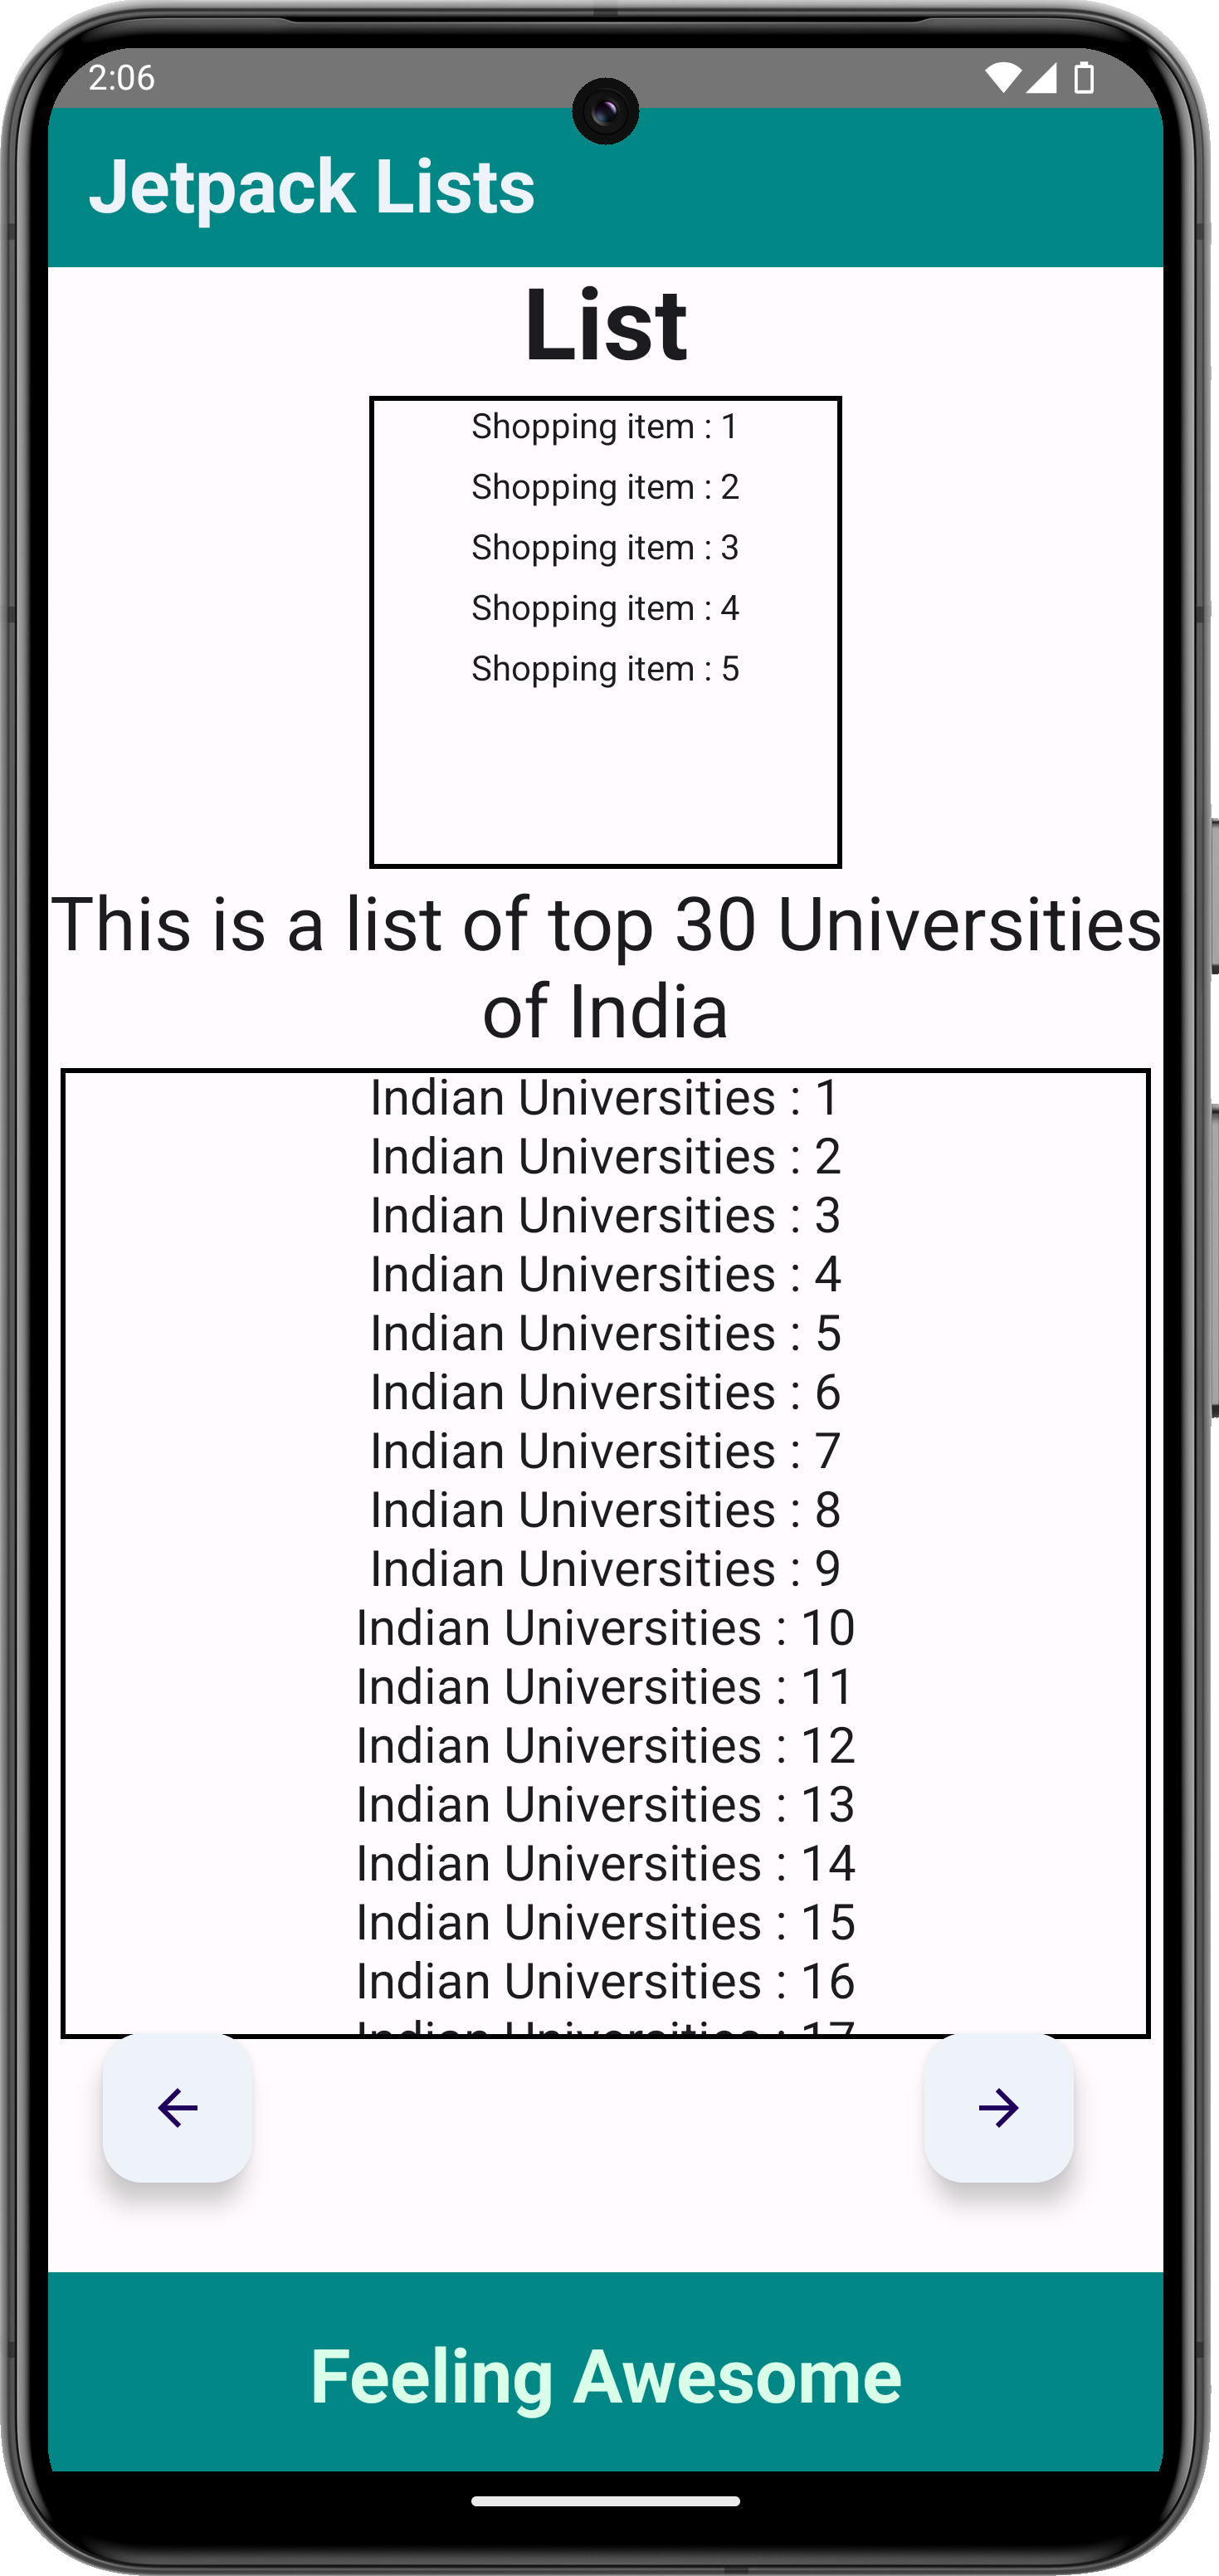 2:06
Jetpack Lists
List
Shopping item : 1
Shopping item : 2
Shopping item : 3
Shopping item : 4
Shopping item : 5
This is a list of top 30 Universities
of India
Indian Universities : 1
Indian Universities : 2
Indian Universities : 3
Indian Universities : 4
Indian Universities : 5
Indian Universities : 6
Indian Universities : 7
Indian Universities : 8
Indian Universities : 9
Indian Universities : 10
Indian Universities : 11
Indian Universities : 12
Indian Universities : 13
Indian Universities : 14
Indian Universities : 15
Indian Universities : 16
Indian Universities : 17
Feeling Awesome